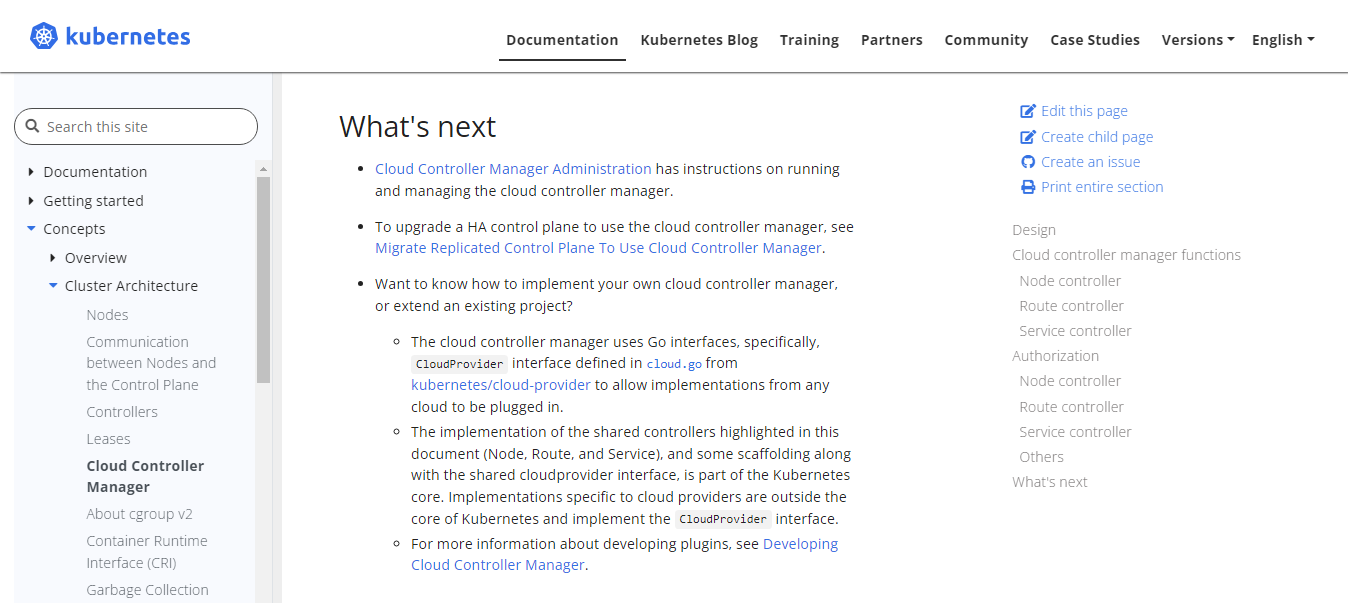 kubernetes
Documentation Kubernetes Blog Training Partners Community Case Studies Versions English
Search this site
Documentation
Getting started
Concepts
Overview
Cluster Architecture
Nodes
Communication
between Nodes and
the Control Plane
Controllers
Leases
Cloud Controller
Manager
About cgroup v2
Container Runtime
Interface (CRI)
Garbage Collection
What's next
Cloud Controller Manager Administration has instructions on running
and managing the cloud controller manager.
To upgrade a HA control plane to use the cloud controller manager, see
Migrate Replicated Control Plane To Use Cloud Controller Manager.
Want to know how to implement your own cloud controller manager,
or extend an existing project?
The cloud controller manager uses Go interfaces, specifically,
CloudProvider interface defined in cloud.go from
kubernetes/cloud-provider to allow implementations from any
cloud to be plugged in.
The implementation of the shared controllers highlighted in this
document (Node, Route, and Service), and some scaffolding along
with the shared cloudprovider interface, is part of the Kubernetes
core. Implementations specific to cloud providers are outside the
core of Kubernetes and implement the CloudProvider interface.
For more information about developing plugins, see Developing
Cloud Controller Manager.
Edit this page
Create child page
Create an issue
Print entire section
Design
Cloud controller manager functions
Node controller
Route controller
Service controller
Authorization
Node controller
Route controller
Service controller
Others
What's next